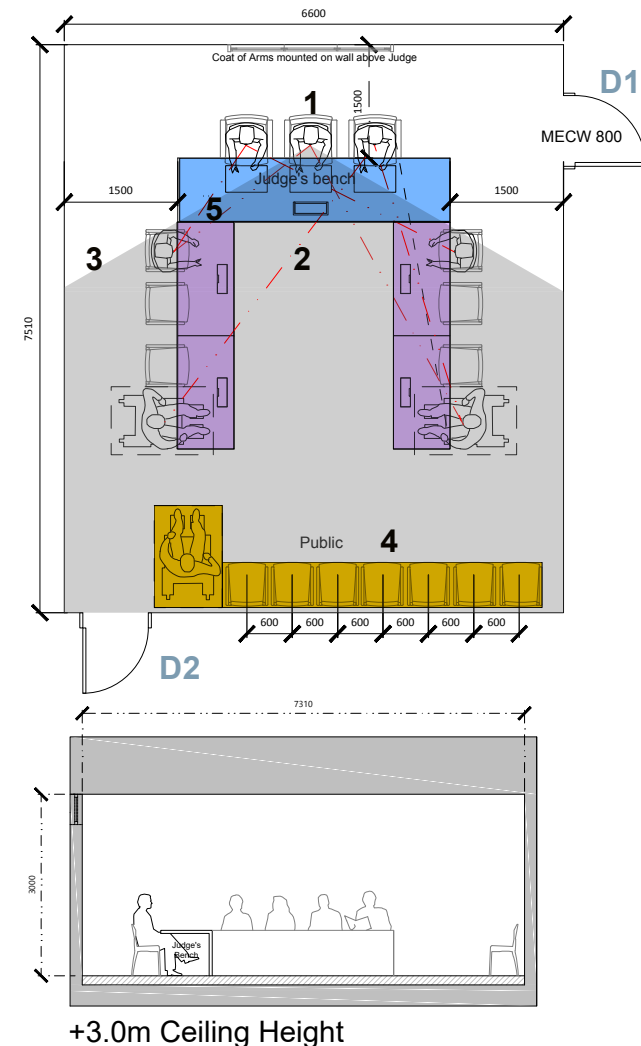 6600
Coat of Arms mounted on wall above Judge
D1
1
1500
MECW 800
Judge's bench
1500
5
1500
3
2
7510
Public
4
600
600
600
600
600
600
D2
7310
3000
Judge's
Bench
+3.0m Ceiling Height